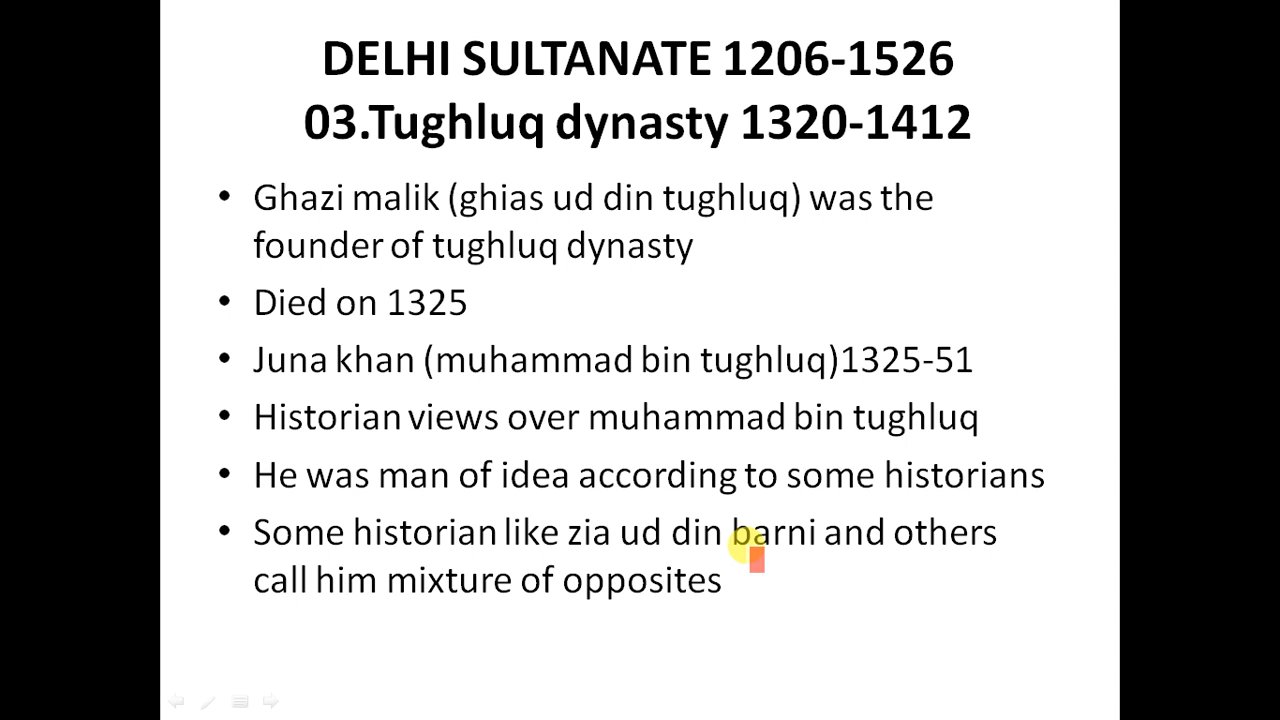 DELHI SULTANATE 1206-1526
03.Tughluq dynasty 1320-1412
• Ghazi malik (ghias ud din tughluq) was the
founder of tughluq dynasty
• Died on 1325
• Juna khan (muhammad bin tughluq)1325-51
• Historian views over muhammad bin tughluq
• He was man of idea according to some historians
• Some historian like zia ud din barni and others
call him mixture of opposites